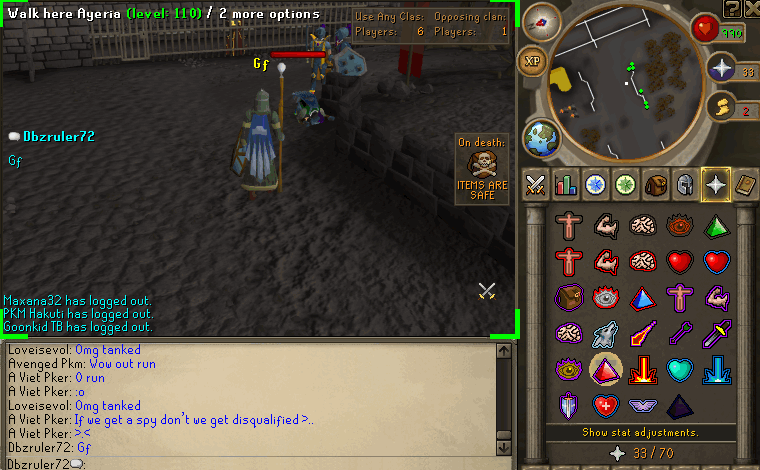 Walk here Ayeria (level: 110) / 2 more options
Use Any Clas:
Opposing clan:
Players: 6
Players: 1
Gf
Dbzruler72
Gf
On death:
ITEMS ARE
SAFE
Maxana32 has logged out.
PKM Hakuti has logged out.
Goonkid TB has logged out.
Loveisevol: Omg tanked
Avenged Pkm: Wow out run
A Viet Pker: O run
A Viet Pker: :o
Loveisevol: Omg tanked
A Viet Pker: If we get a spy don't we get disqualified >..
A Viet Pker: >.<
Dbzruler72: Gf
Dbzruler72:
?
990
33
XP
2
Show stat adjustments.
33 / 70